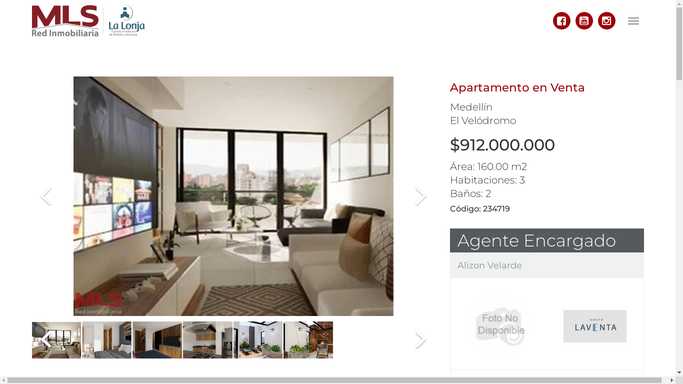 MLS
Red Inmobiliaria
La Lonja
Apartamento en Venta
Medellín
El Velódromo
$912.000.000
Área: 160.00 m2
Habitaciones: 3
Baños: 2
Código: 234719
Agente Encargado
Alizon Velarde
MLS
Red Inmobiliaria
Foto No
Disponible
LAVENTA